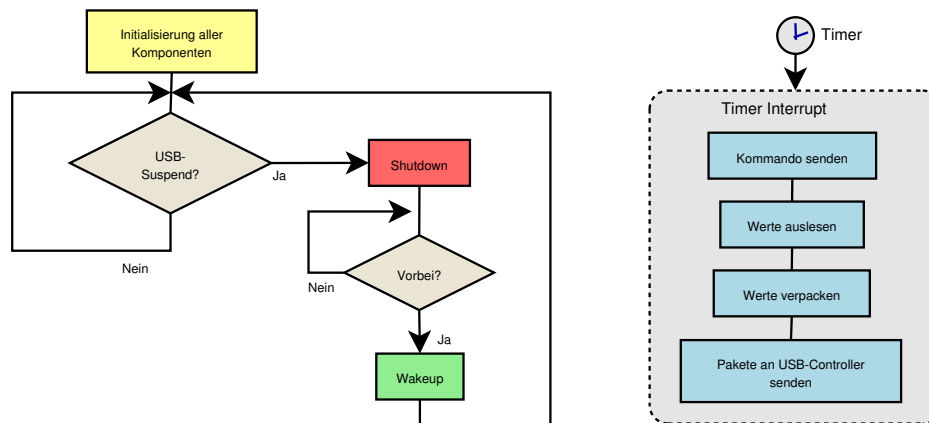 Initialisierung aller
Komponenten
USB-
Suspend?
Ja
Nein
Shutdown
Vorbei?
Nein
Ja
Wakeup
Timer
Timer Interrupt
Kommando senden
Werte auslesen
Werte verpacken
Pakete an USB-Controller
senden